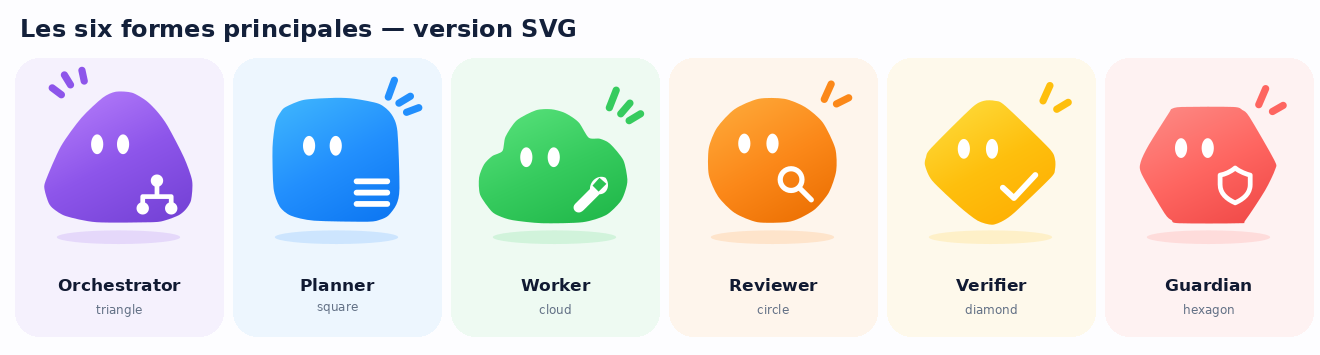 Les six formes principales — version SVG
Orchestrator
triangle
Planner
square
Worker
cloud
Reviewer
circle
Verifier
diamond
Guardian
hexagon